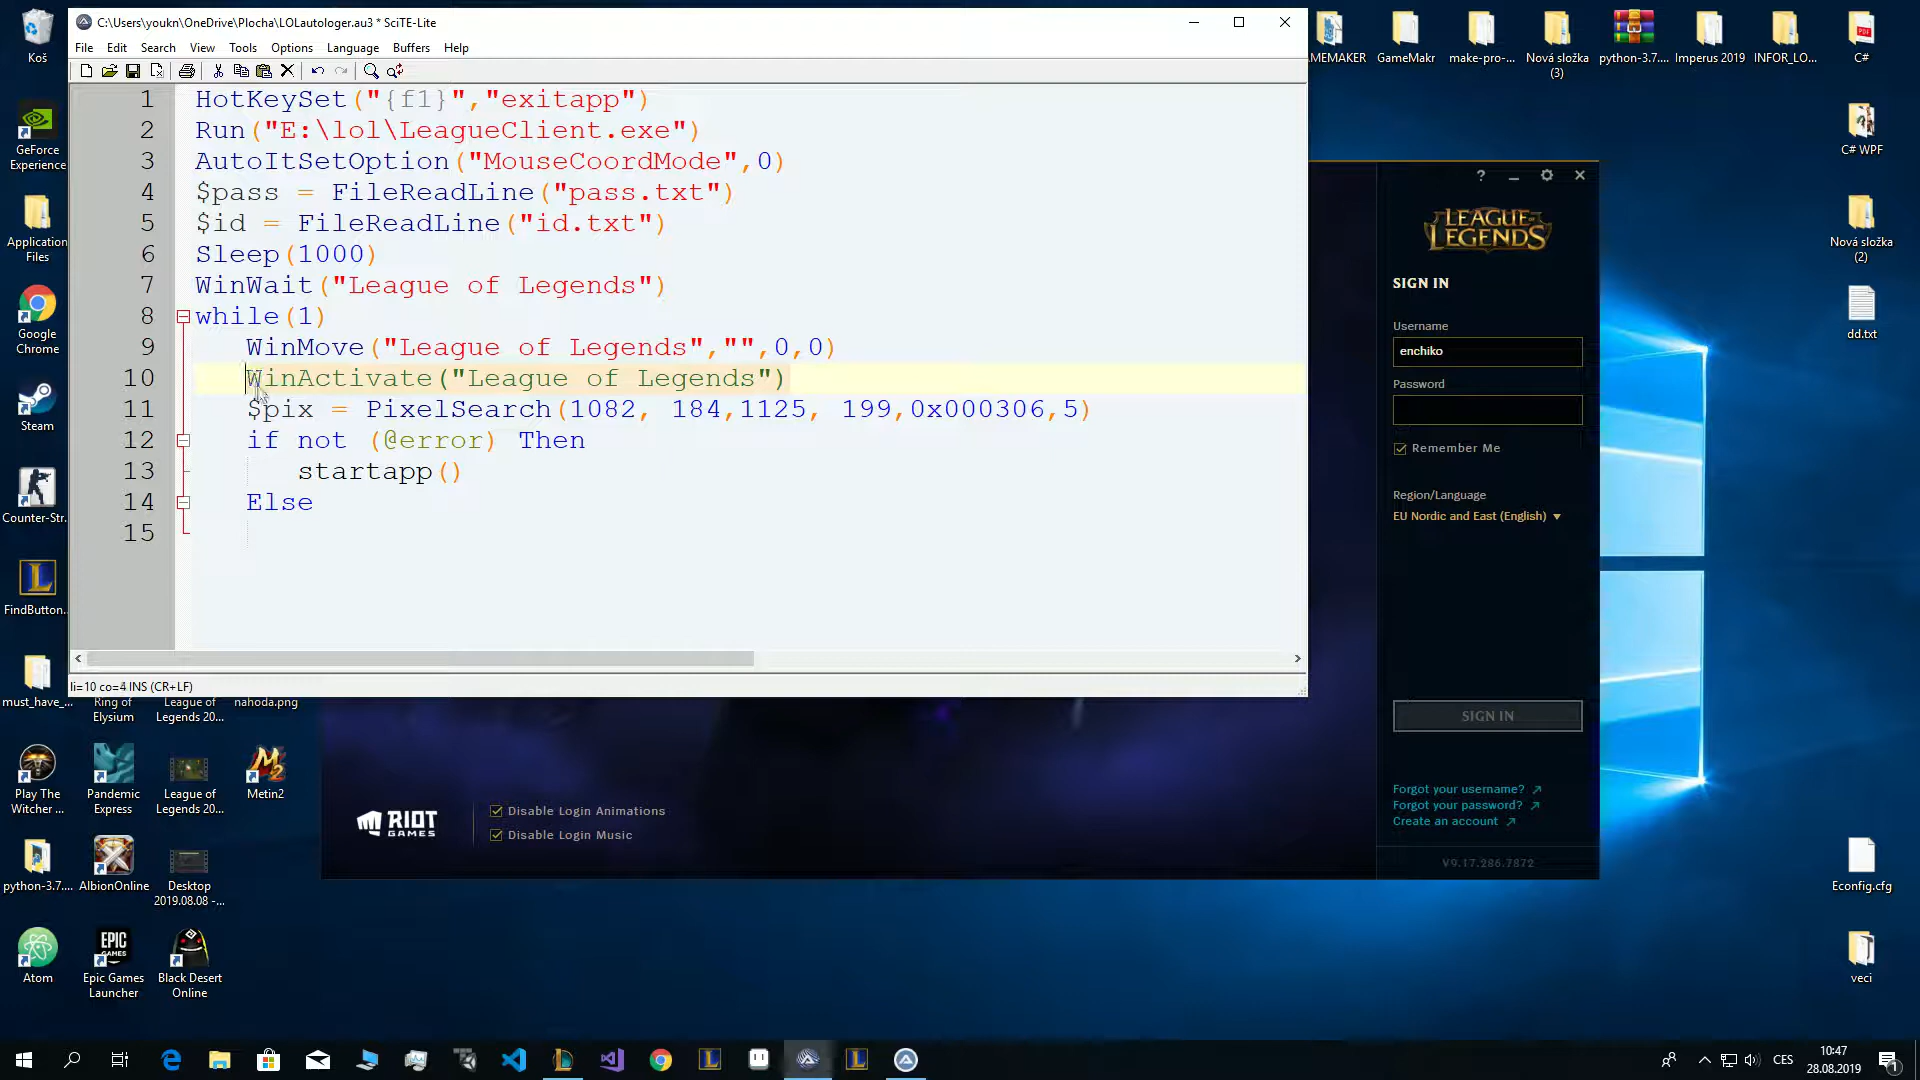 C:\Users\youkn\OneDrive\Plocha\LOLautologer.au3 * SciTE-Lite
File Edit Search View Tools Options Language Buffers Help
1 HotKeySet("{f1}","exitapp")
2 Run("E:\lol\LeagueClient.exe")
3 AutoItSetOption("MouseCoordMode",0)
4 $pass = FileReadLine("pass.txt")
5 $id = FileReadLine("id.txt")
6 Sleep(1000)
7 WinWait("League of Legends")
8 while(1)
9 WinMove("League of Legends","",0,0)
10 WinActivate("League of Legends")
11 $pix = PixelSearch(1082, 184,1125, 199,0x000306,5)
12 if not (@error) Then
13 startapp()
14 Else
15
li=10 co=4 INS (CR+LF)
Koš
GeForce Experience
Application Files
Google Chrome
Steam
Counter-Str...
FindButton...
must_have_...
Ring of Elysium
League of Legends 20...
nahoda.png
Play The Witcher ...
Pandemic Express
League of Legends 20...
Metin2
python-3.7....
AlbionOnline
Desktop 2019.08.08 -...
Atom
EPIC GAMES
Epic Games Launcher
Black Desert Online
AMEMAKER
GameMakr
make-pro-...
Nová složka (3)
python-3.7....
Imperus 2019
INFOR_LO...
C#
C# WPF
Nová složka (2)
dd.txt
Econfig.cfg
veci
?
LEAGUE OF LEGENDS
SIGN IN
Username
enchiko
Password
Remember Me
Region/Language
EU Nordic and East (English)
SIGN IN
Forgot your username?
Forgot your password?
Create an account
V9.17.286.7872
RIOT GAMES
Disable Login Animations
Disable Login Music
CES
10:47
28.08.2019
1